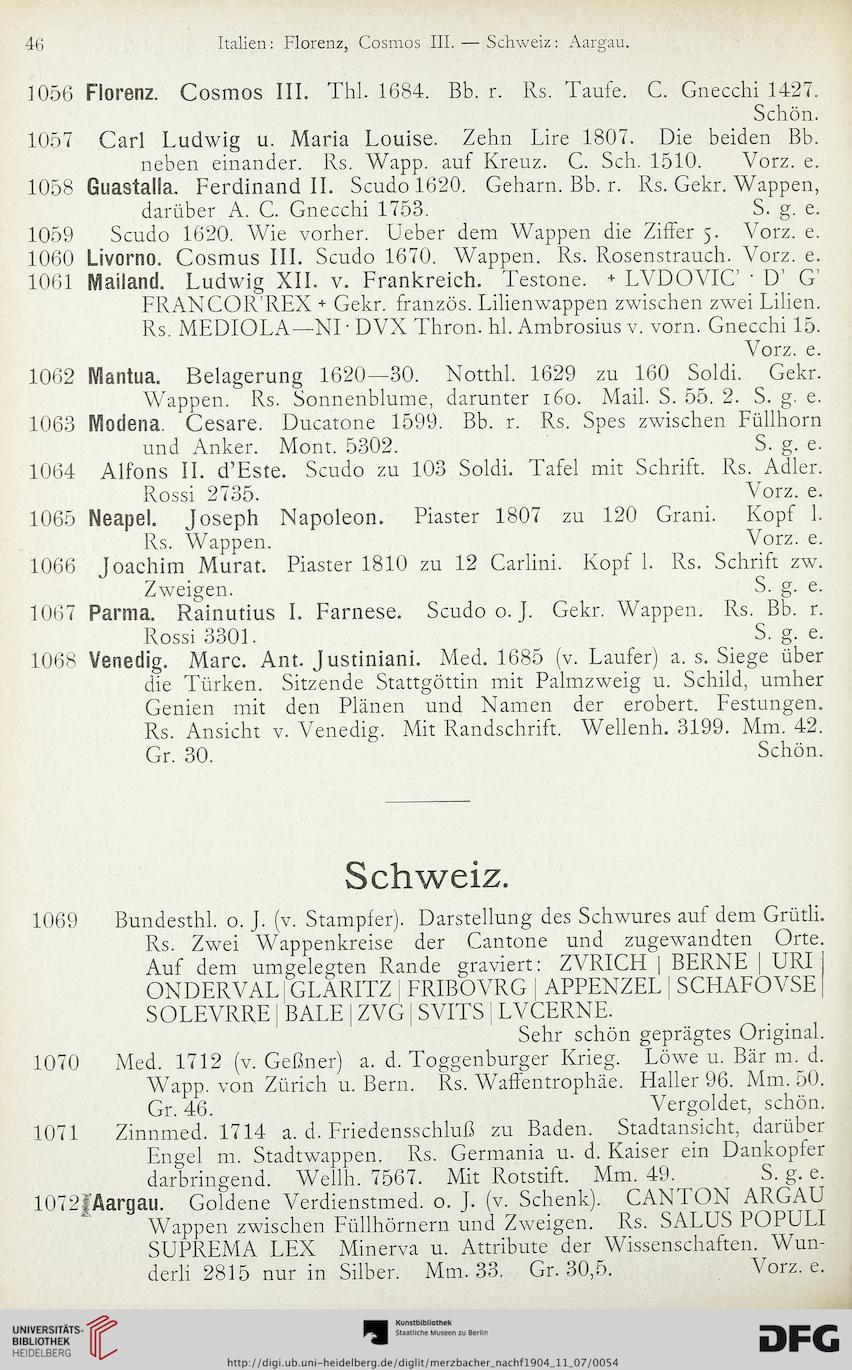 46 Italien: Florenz, Cosmos III. — Schweiz: Aargau.
1056 Florenz. Cosmos III. Thl. 1684. Bb. r. Rs. Taufe. C. Gnecchi 1427.
Schön.
1057 Carl Ludwig u. Maria Louise. Zehn Lire 1807. Die beiden Bb.
neben einander. Rs. Wapp. auf Kreuz. C. Sch. 1510. Vorz. e.
1058 Guastalla. Ferdinand II. Scudo 1620. Geharn. Bb. r. Rs. Gekr. Wappen,
darüber A. C. Gnecchi 1753. S. g. e.
1059 Scudo 1620. Wie vorher. Ueber dem Wappen die Ziffer 5. Vorz. e.
1060 Livorno. Cosmus III. Scudo 1670. Wappen. Rs. Rosenstrauch. Vorz. e.
1061 Mailand. Ludwig XII. v. Frankreich. Testone. + LVDOVIC' · D' G'
FRANCOR'REX + Gekr. französ. Lilienwappen zwischen zwei Lilien.
Rs. MEDIOLA—NI· DVX Thron. hl. Ambrosius v. vorn. Gnecchi 15.
Vorz. e.
1062 Mantua. Belagerung 1620—30. Notthl. 1629 zu 160 Soldi. Gekr.
Wappen. Rs. Sonnenblume, darunter 160. Mail. S. 55. 2. S. g. e.
1063 Modena. Cesare. Ducatone 1599. Bb. r. Rs. Spes zwischen Füllhorn
und Anker. Mont. 5302. S. g. e.
1064 Alfons II. d'Este. Scudo zu 103 Soldi. Tafel mit Schrift. Rs. Adler.
Rossi 2735. Vorz. e.
1065 Neapel. Joseph Napoleon. Piaster 1807 zu 120 Grani. Kopf l.
Rs. Wappen. Vorz. e.
1066 Joachim Murat. Piaster 1810 zu 12 Carlini. Kopf l. Rs. Schrift zw.
Zweigen. S. g. e.
1067 Parma. Rainutius I. Farnese. Scudo o. J. Gekr. Wappen. Rs. Bb. r.
Rossi 3301. S. g. e.
1068 Venedig. Marc. Ant. Justiniani. Med. 1685 (v. Laufer) a. s. Siege über
die Türken. Sitzende Stattgöttin mit Palmzweig u. Schild, umher
Genien mit den Plänen und Namen der erobert. Festungen.
Rs. Ansicht v. Venedig. Mit Randschrift. Wellenh. 3199. Mm. 42.
Gr. 30. Schön.
Schweiz.
1069 Bundesthl. o. J. (v. Stampfer). Darstellung des Schwures auf dem Grütli.
Rs. Zwei Wappenkreise der Cantone und zugewandten Orte.
Auf dem umgelegten Rande graviert: ZVRICH | BERNE | URI |
ONDERVAL | GLARITZ | FRIBOVRG | APPENZEL | SCHAFOVSE |
SOLEVRRE | BALE | ZVG | SVITS | LVCERNE.
Sehr schön geprägtes Original.
1070 Med. 1712 (v. Geßner) a. d. Toggenburger Krieg. Löwe u. Bär m. d.
Wapp. von Zürich u. Bern. Rs. Waffentrophäe. Haller 96. Mm. 50.
Gr. 46. Vergoldet, schön.
1071 Zinnmed. 1714 a. d. Friedensschluß zu Baden. Stadtansicht, darüber
Engel m. Stadtwappen. Rs. Germania u. d. Kaiser ein Dankopfer
darbringend. Wellh. 7567. Mit Rotstift. Mm. 49. S. g. e.
1072 Aargau. Goldene Verdienstmed. o. J. (v. Schenk). CANTON ARGAU
Wappen zwischen Füllhörnern und Zweigen. Rs. SALUS POPULI
SUPREMA LEX Minerva u. Attribute der Wissenschaften. Wun-
derli 2815 nur in Silber. Mm. 33. Gr. 30,5. Vorz. e.
UNIVERSITÄTS-
BIBLIOTHEK
HEIDELBERG
Kunstbibliothek
Staatliche Museen zu Berlin
DFG
http://digi.ub.uni-heidelberg.de/diglit/merzbacher_nachf1904_11_07/0054